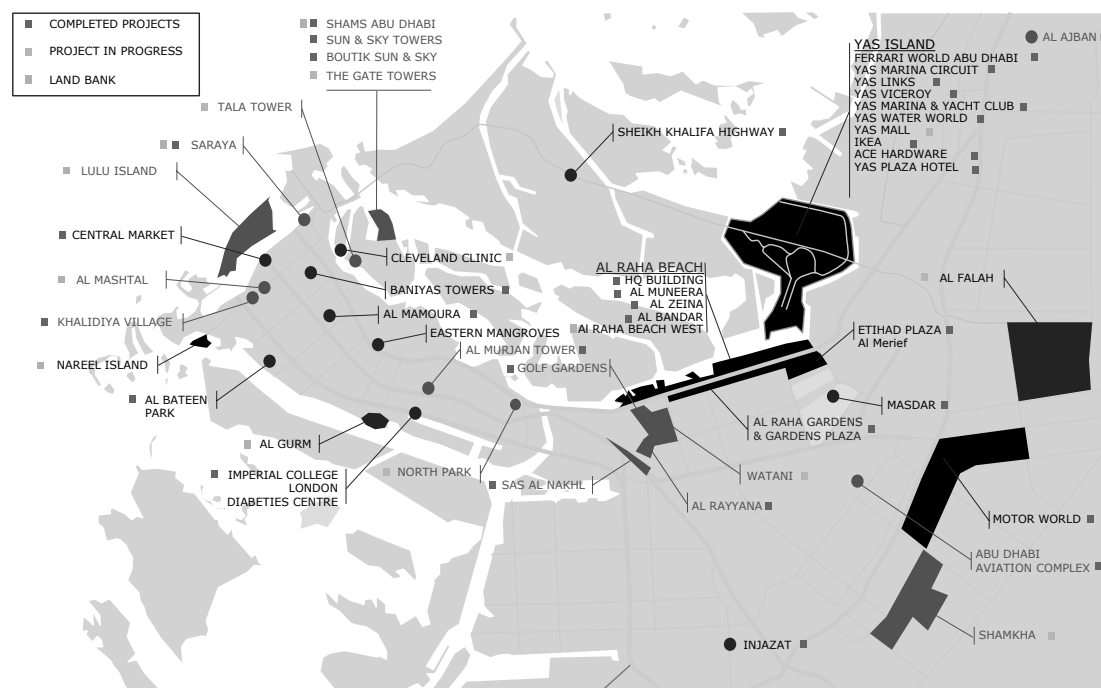 COMPLETED PROJECTS
PROJECT IN PROGRESS
LAND BANK
SHAMS ABU DHABI
SUN & SKY TOWERS
BOUTIK SUN & SKY
THE GATE TOWERS
TALA TOWER
SARAYA
LULU ISLAND
CENTRAL MARKET
AL MASHTAL
KHALIDIYA VILLAGE
NAREEL ISLAND
AL BATEEN
PARK
AL GURM
IMPERIAL COLLEGE
LONDON
DIABETIES CENTRE
CLEVELAND CLINIC
BANIYAS TOWERS
AL MAMOURA
EASTERN MANGROVES
AL MURJAN TOWER
GOLF GARDENS
NORTH PARK
SAS AL NAKHL
SHEIKH KHALIFA HIGHWAY
AL RAHA BEACH
HQ BUILDING
AL MUNEERA
AL ZEINA
AL BANDAR
Al RAHA BEACH WEST
YAS ISLAND
FERRARI WORLD ABU DHABI
YAS MARINA CIRCUIT
YAS LINKS
YAS VICEROY
YAS MARINA & YACHT CLUB
YAS WATER WORLD
YAS MALL
IKEA
ACE HARDWARE
YAS PLAZA HOTEL
AL AJBAN
AL FALAH
ETIHAD PLAZA
Al Merief
MASDAR
AL RAHA GARDENS
& GARDENS PLAZA
WATANI
AL RAYYANA
MOTOR WORLD
ABU DHABI
AVIATION COMPLEX
SHAMKHA
INJAZAT